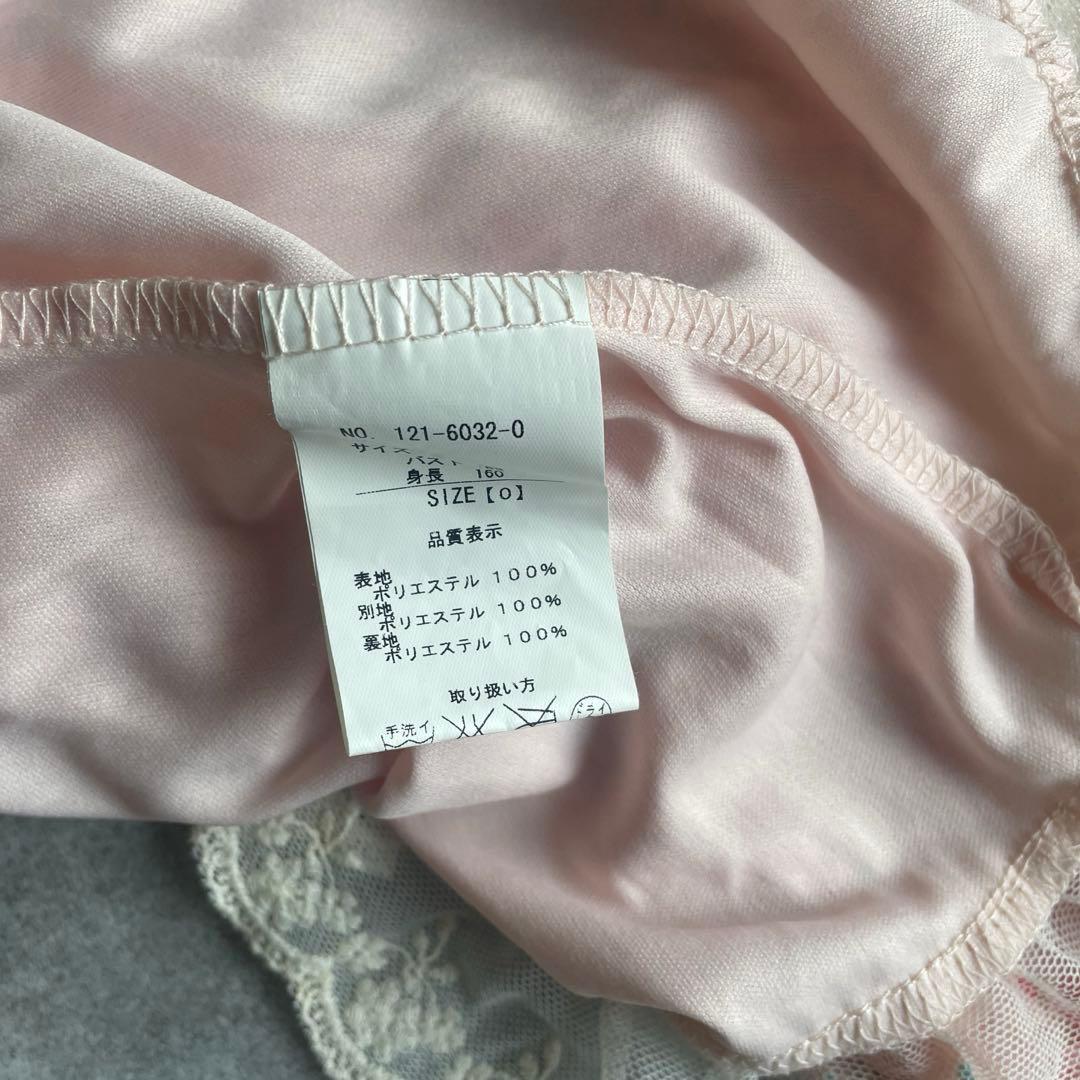 NO. 121-6032-0
サイズ
バスト
身長 160
SIZE【0】
品質表示
表地
ポリエステル 100%
別地
ポリエステル 100%
裏地
ポリエステル 100%
取り扱い方
手洗イ ドライ